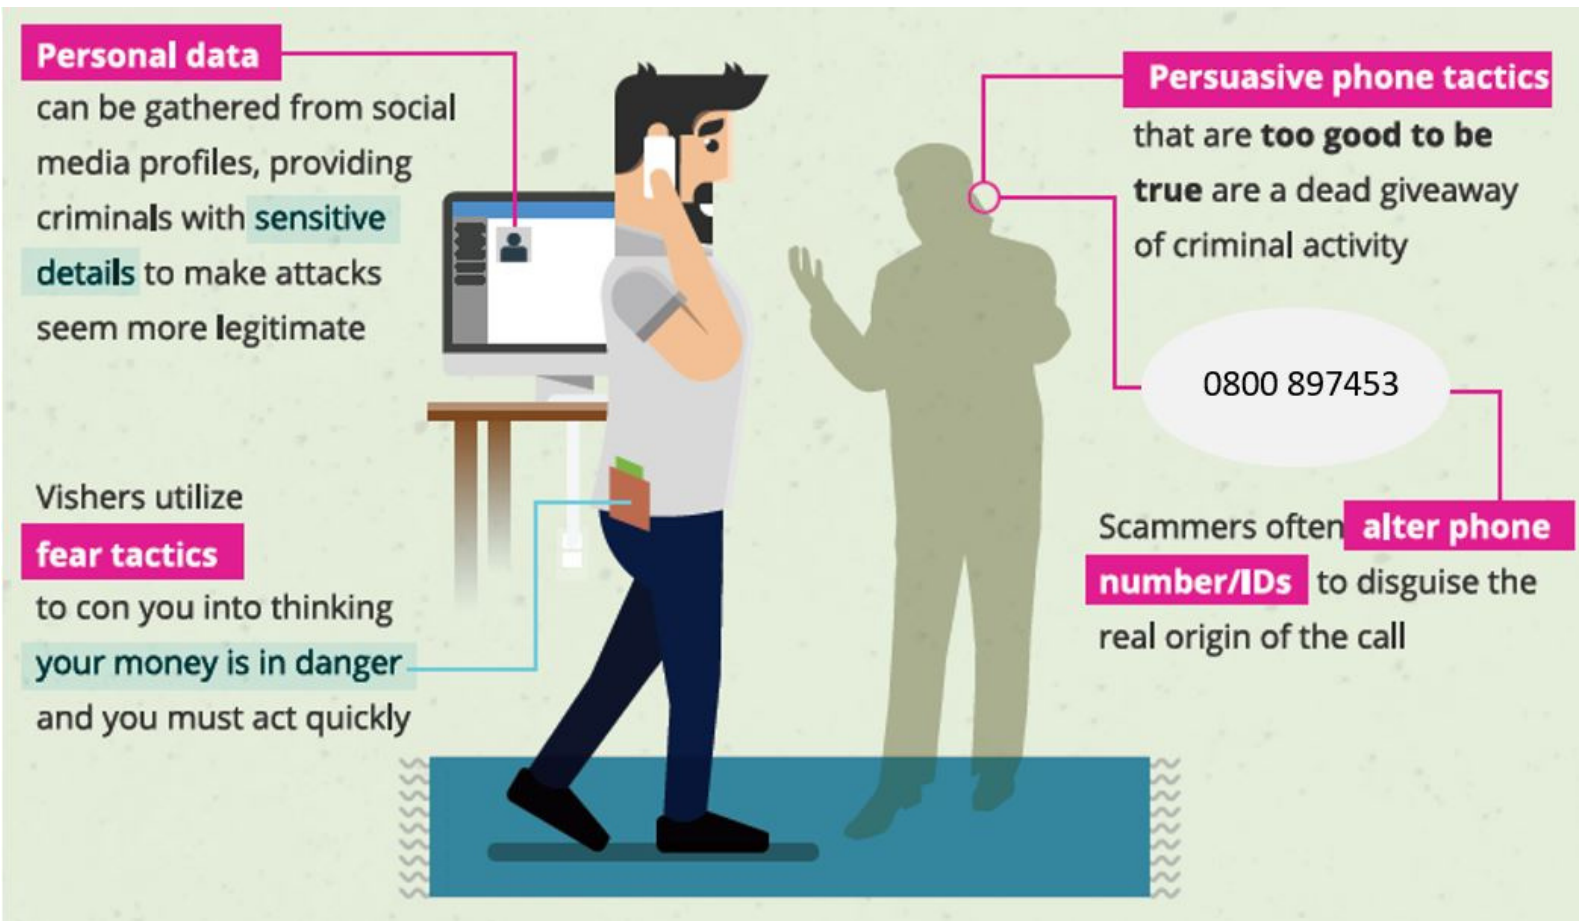 Personal data
can be gathered from social
media profiles, providing
criminals with sensitive
details to make attacks
seem more legitimate
Vishers utilize
fear tactics
to con you into thinking
your money is in danger
and you must act quickly
Persuasive phone tactics
that are too good to be
true are a dead giveaway
of criminal activity
0800 897453
Scammers often alter phone
number/IDs to disguise the
real origin of the call